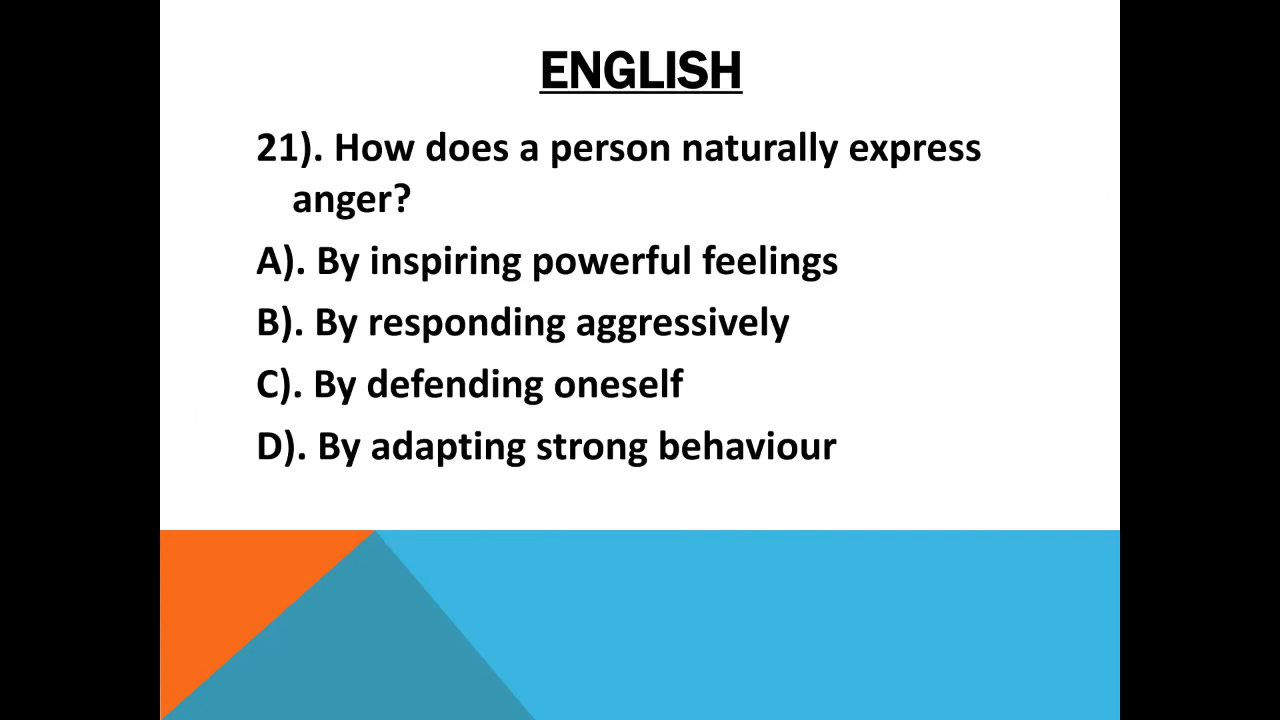 ENGLISH
21). How does a person naturally express
anger?
A). By inspiring powerful feelings
B). By responding aggressively
C). By defending oneself
D). By adapting strong behaviour